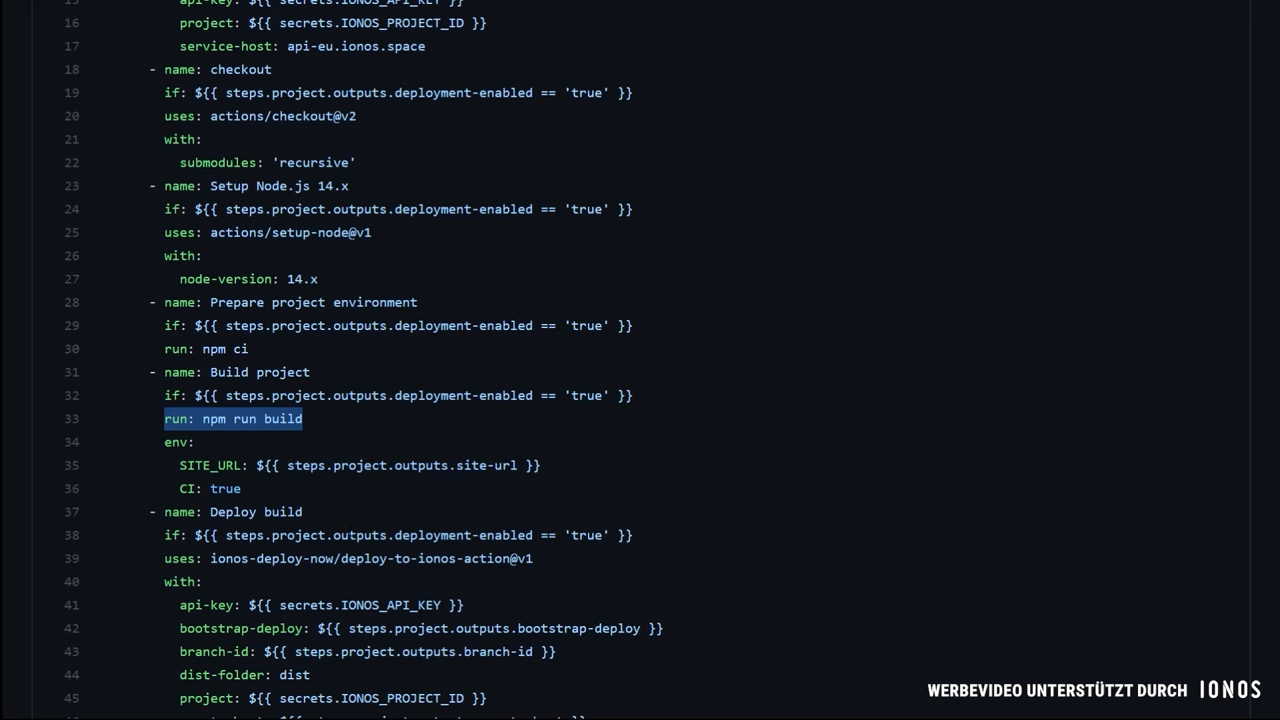 15 api-key: ${{ secrets.IONOS_API_KEY }}
16 project: ${{ secrets.IONOS_PROJECT_ID }}
17 service-host: api-eu.ionos.space
18 - name: checkout
19 if: ${{ steps.project.outputs.deployment-enabled == 'true' }}
20 uses: actions/checkout@v2
21 with:
22 submodules: 'recursive'
23 - name: Setup Node.js 14.x
24 if: ${{ steps.project.outputs.deployment-enabled == 'true' }}
25 uses: actions/setup-node@v1
26 with:
27 node-version: 14.x
28 - name: Prepare project environment
29 if: ${{ steps.project.outputs.deployment-enabled == 'true' }}
30 run: npm ci
31 - name: Build project
32 if: ${{ steps.project.outputs.deployment-enabled == 'true' }}
33 run: npm run build
34 env:
35 SITE_URL: ${{ steps.project.outputs.site-url }}
36 CI: true
37 - name: Deploy build
38 if: ${{ steps.project.outputs.deployment-enabled == 'true' }}
39 uses: ionos-deploy-now/deploy-to-ionos-action@v1
40 with:
41 api-key: ${{ secrets.IONOS_API_KEY }}
42 bootstrap-deploy: ${{ steps.project.outputs.bootstrap-deploy }}
43 branch-id: ${{ steps.project.outputs.branch-id }}
44 dist-folder: dist
45 project: ${{ secrets.IONOS_PROJECT_ID }}
WERBEVIDEO UNTERSTÜTZT DURCH IONOS